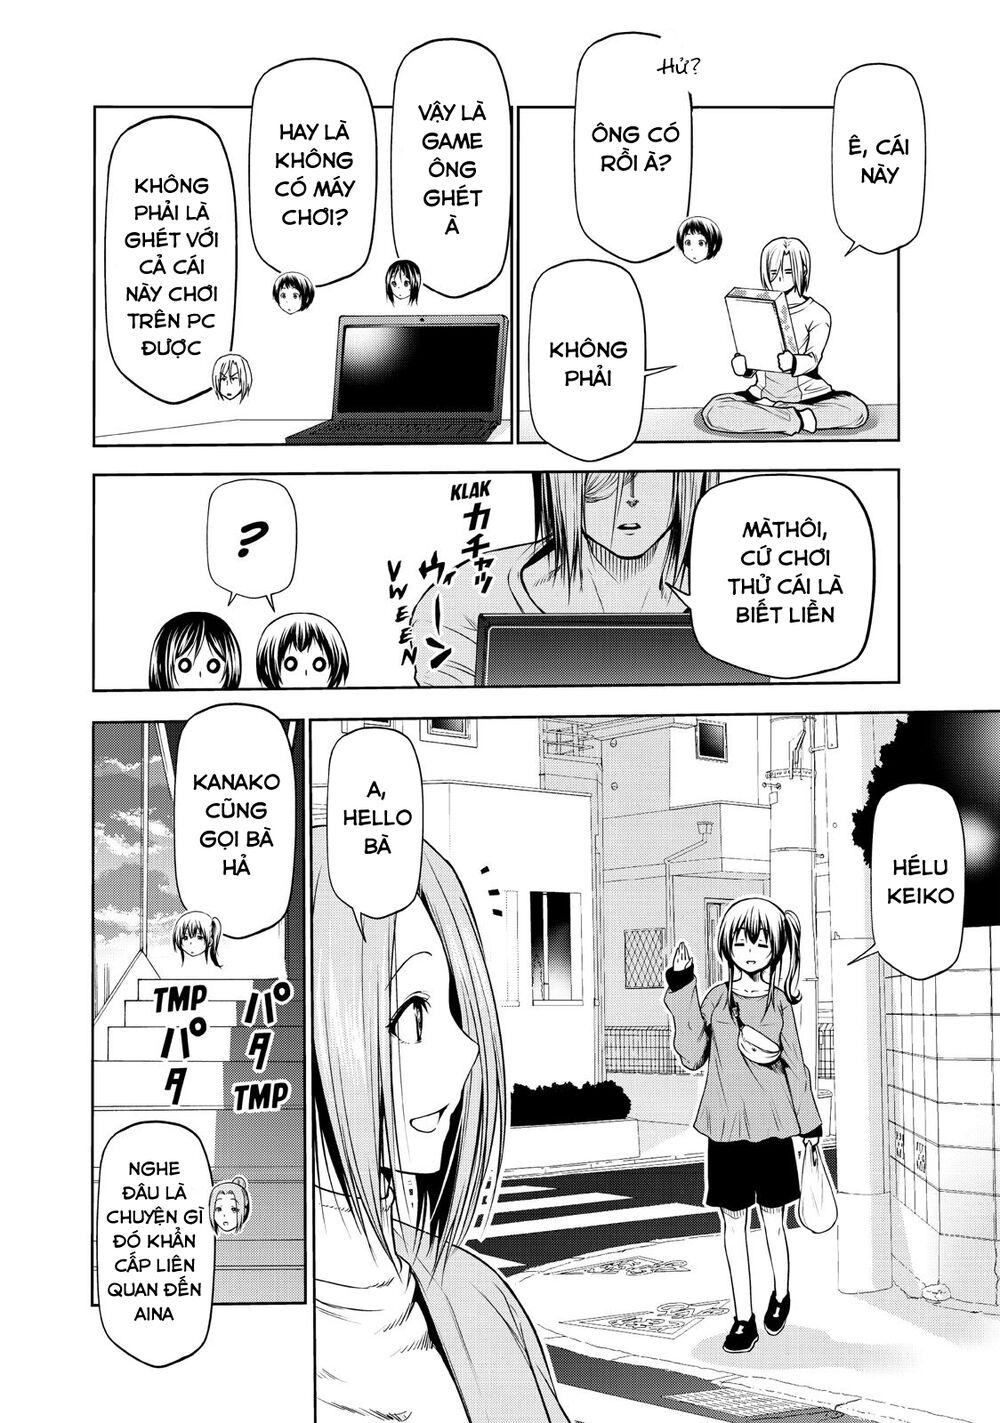 Ê, CÁI
NÀY
Hử?
ÔNG CÓ
RỒI À?
KHÔNG
PHẢI
VẬY LÀ
GAME
ÔNG
GHÉT
À
HAY LÀ
KHÔNG
CÓ MÁY
CHƠI?
KHÔNG
PHẢI LÀ
GHÉT VỚI
CẢ CÁI
NÀY CHƠI
TRÊN PC
ĐƯỢC
MÀTHÔI,
CỨ CHƠI
THỬ CÁI LÀ
BIẾT LIỀN
KLAK
カチャッ
ウィーン
VWEEN
?
HÉLU
KEIKO
A,
HELLO
BÀ
KANAKO
CŨNG
GỌI BÀ
HẢ
パタ
TMP
TMP
パタ
NGHE
ĐÂU LÀ
CHUYỆN GÌ
ĐÓ KHẨN
CẤP LIÊN
QUAN ĐẾN
AINA